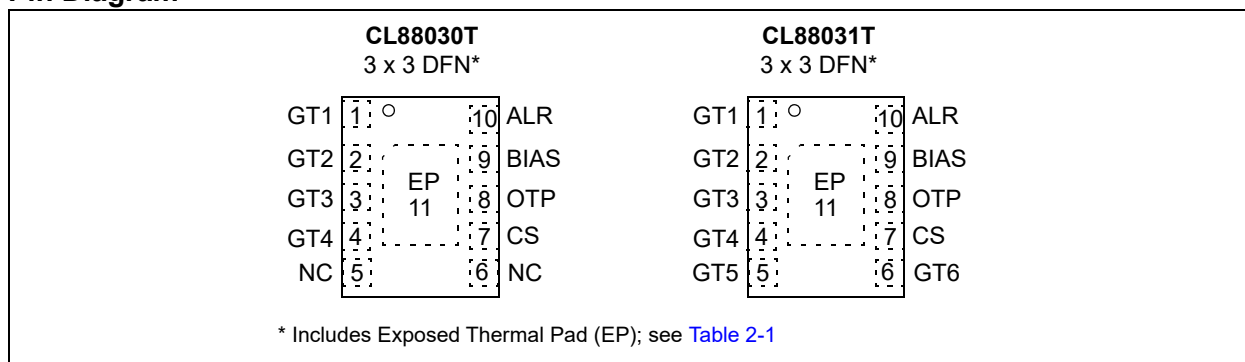 CL88030T
3 x 3 DFN*
GT1 1 10 ALR
GT2 2 9 BIAS
EP
GT3 3 11 8 OTP
GT4 4 7 CS
NC 5 6 NC
CL88031T
3 x 3 DFN*
GT1 1 10 ALR
GT2 2 9 BIAS
EP
GT3 3 11 8 OTP
GT4 4 7 CS
GT5 5 6 GT6
* Includes Exposed Thermal Pad (EP); see Table 2-1